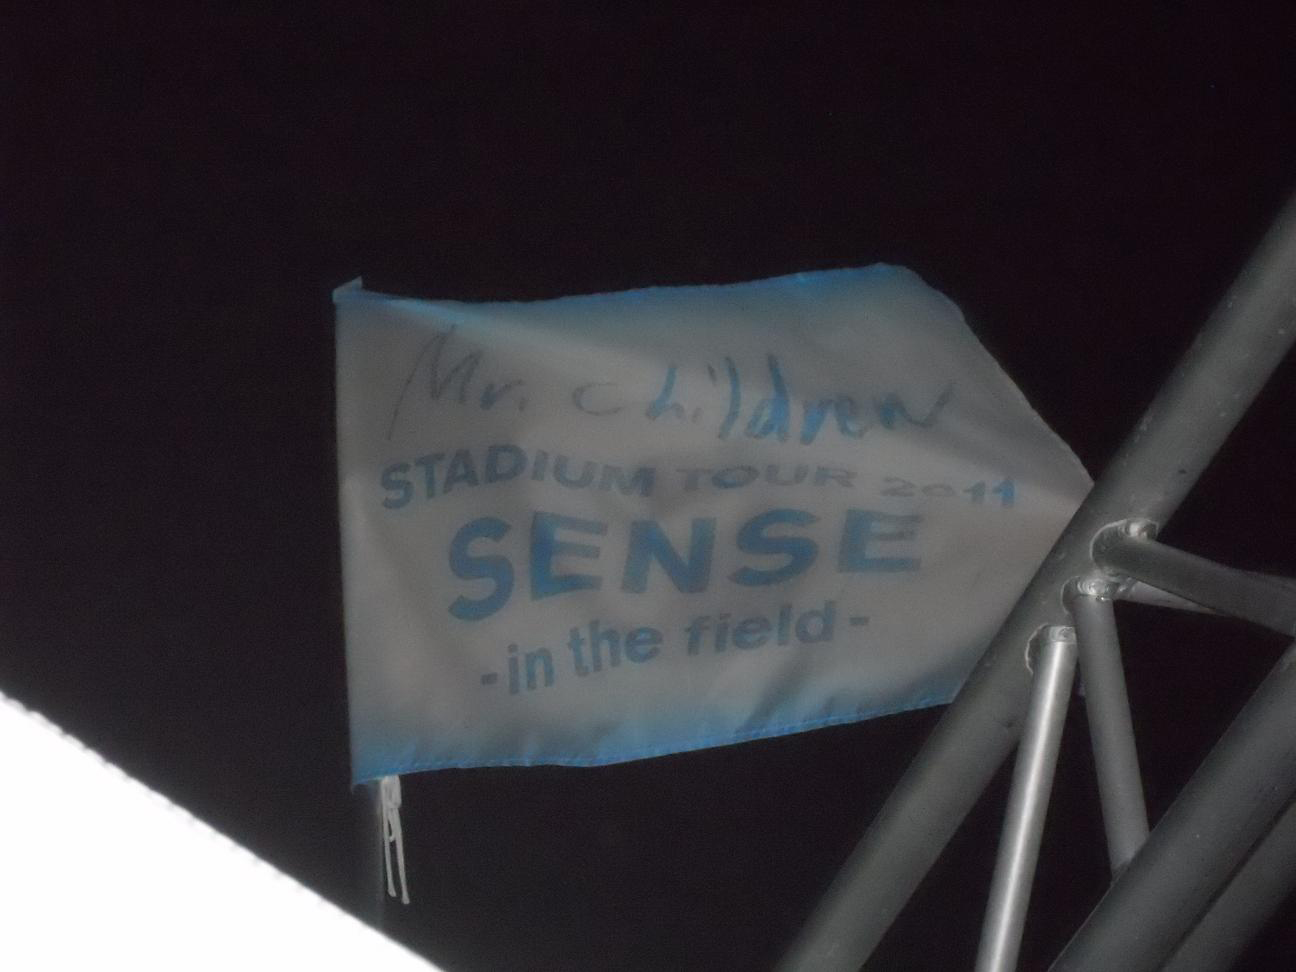 Mr. Children
STADIUM TOUR 2011
SENSE
-in the field-